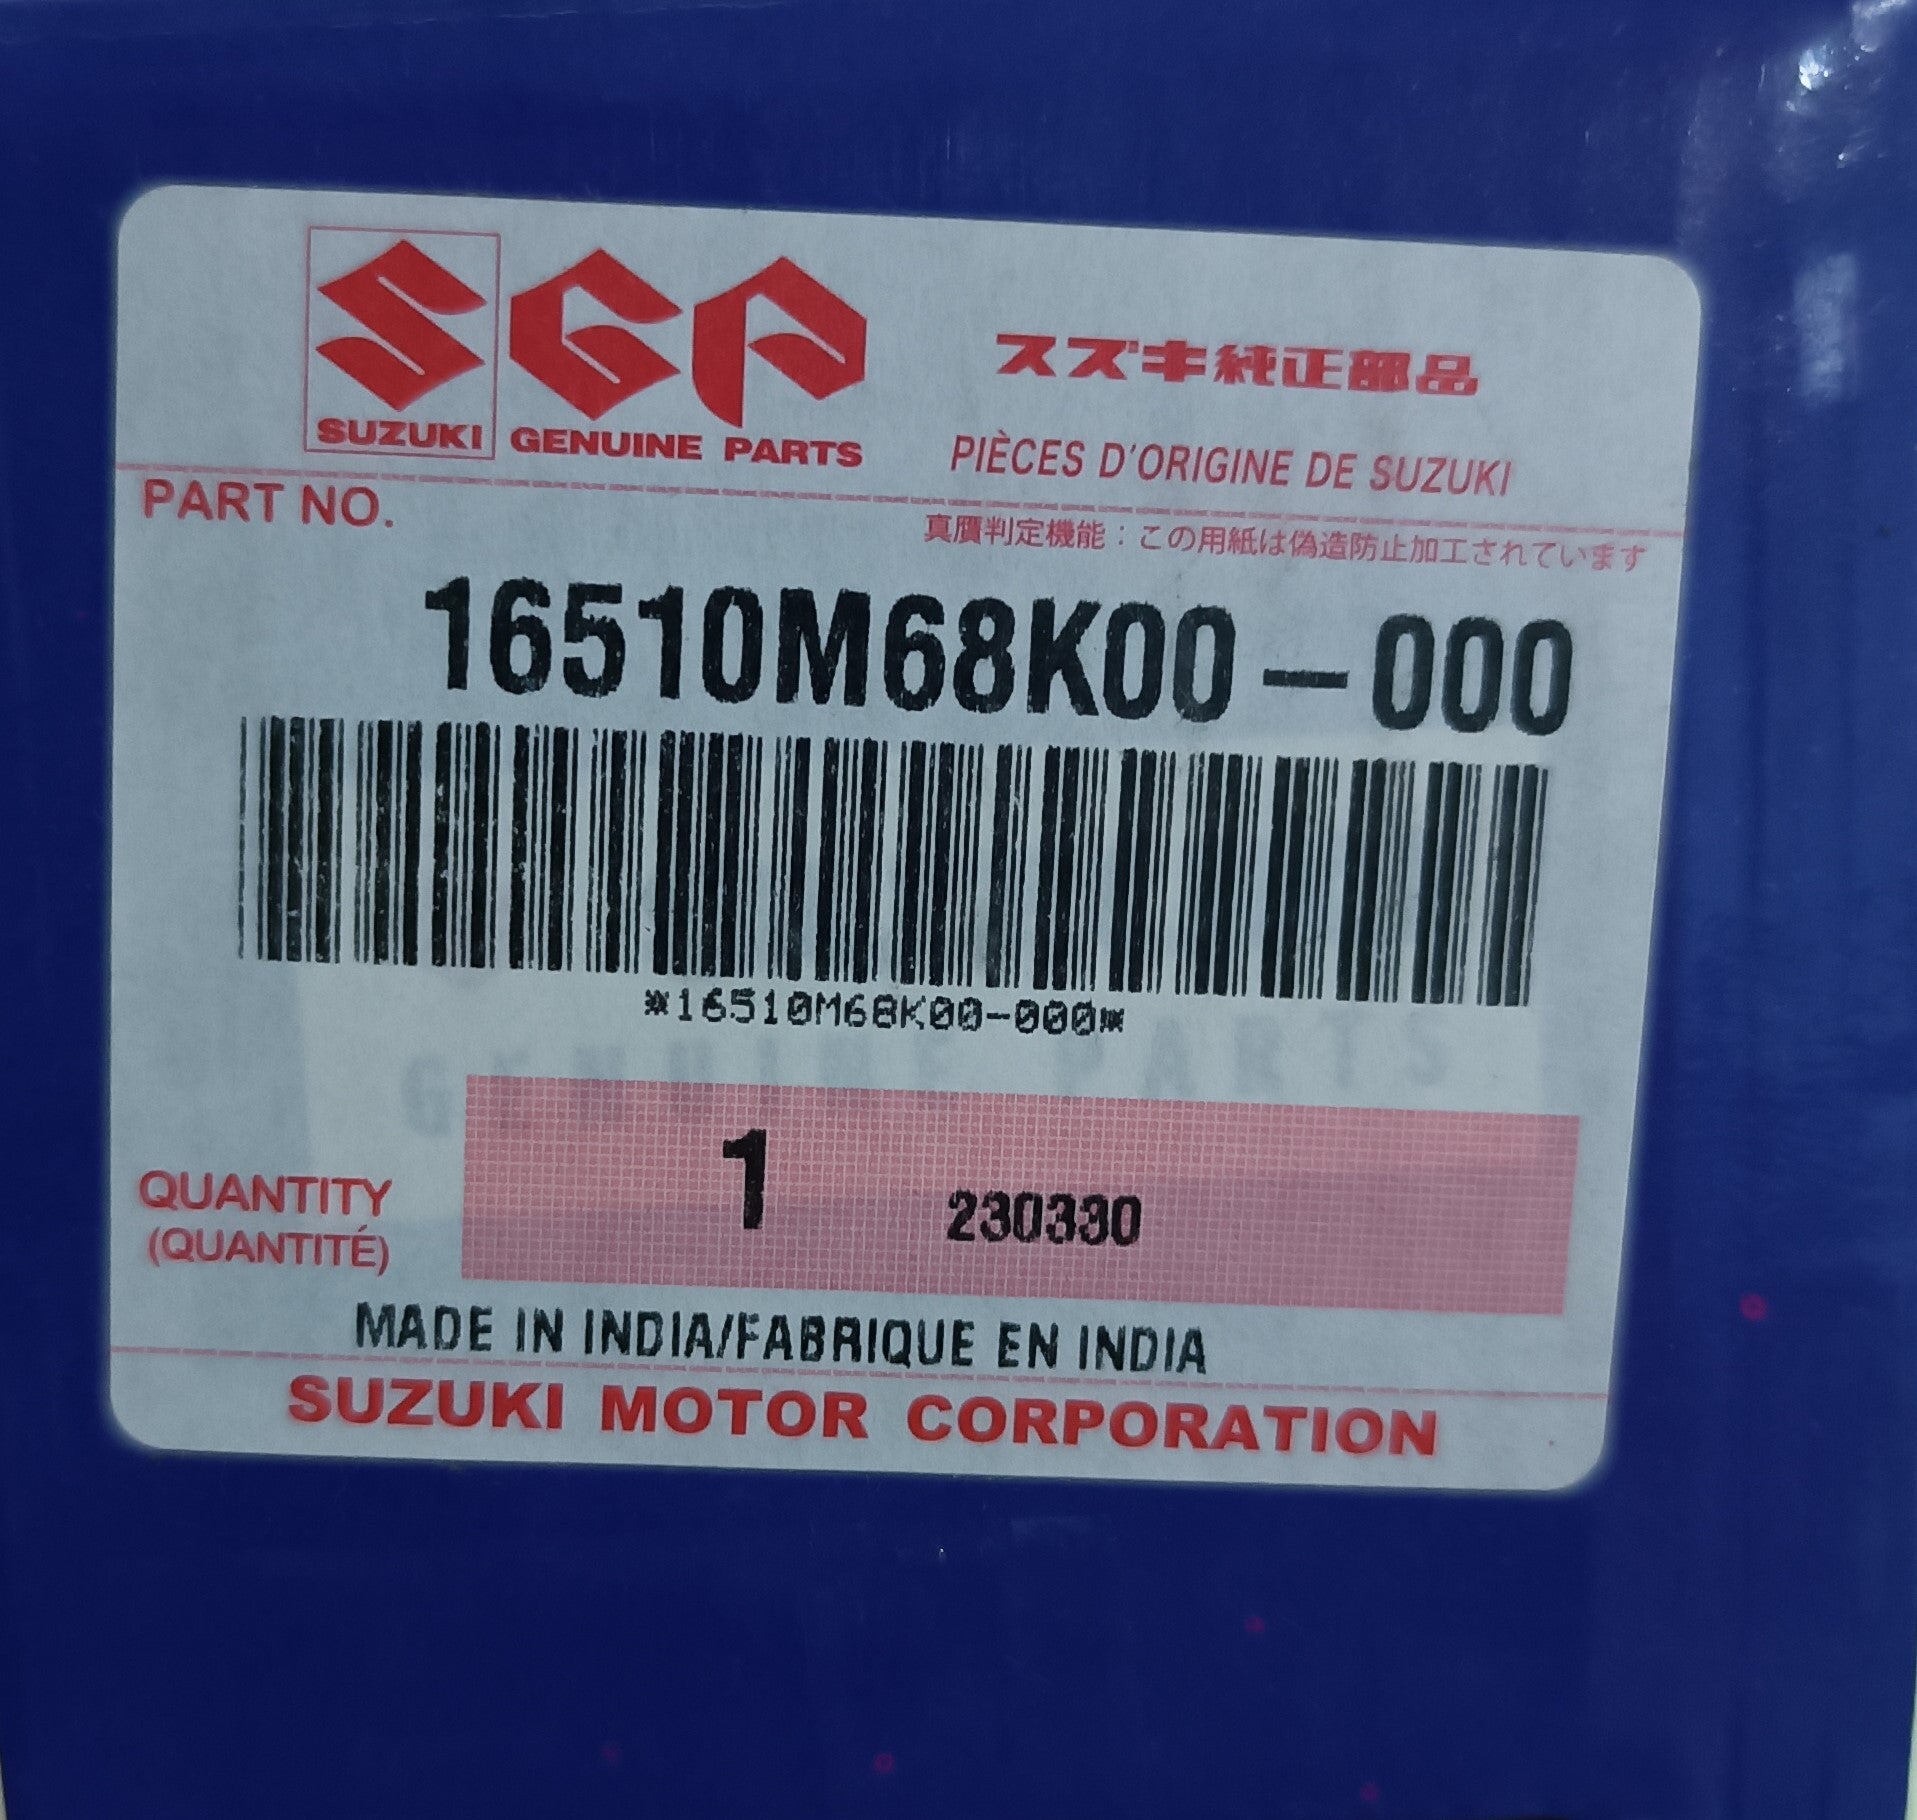 SGP スズキ純正部品
SUZUKI GENUINE PARTS PIÈCES D'ORIGINE DE SUZUKI
PART NO.
真贋判定機能：この用紙は偽造防止加工されています
16510M68K00-000
*16510M68K00-000*
GENUINE PARTS
1 230330
QUANTITY
(QUANTITÉ)
MADE IN INDIA/FABRIQUE EN INDIA
SUZUKI MOTOR CORPORATION